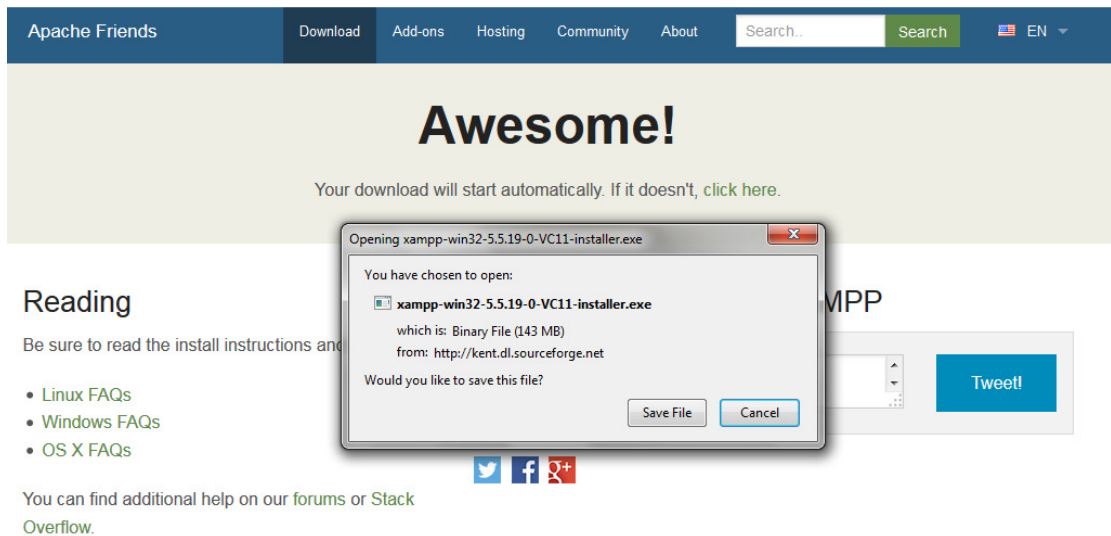 Apache Friends
Download
Add-ons
Hosting
Community
About
Search..
Search
EN
Awesome!
Your download will start automatically. If it doesn't, click here.
Opening xampp-win32-5.5.19-0-VC11-installer.exe
You have chosen to open:
xampp-win32-5.5.19-0-VC11-installer.exe
which is: Binary File (143 MB)
from: http://kent.dl.sourceforge.net
Would you like to save this file?
Save File
Cancel
Reading
Be sure to read the install instructions and
• Linux FAQs
• Windows FAQs
• OS X FAQs
You can find additional help on our forums or Stack
Overflow.
MPP
Tweet!